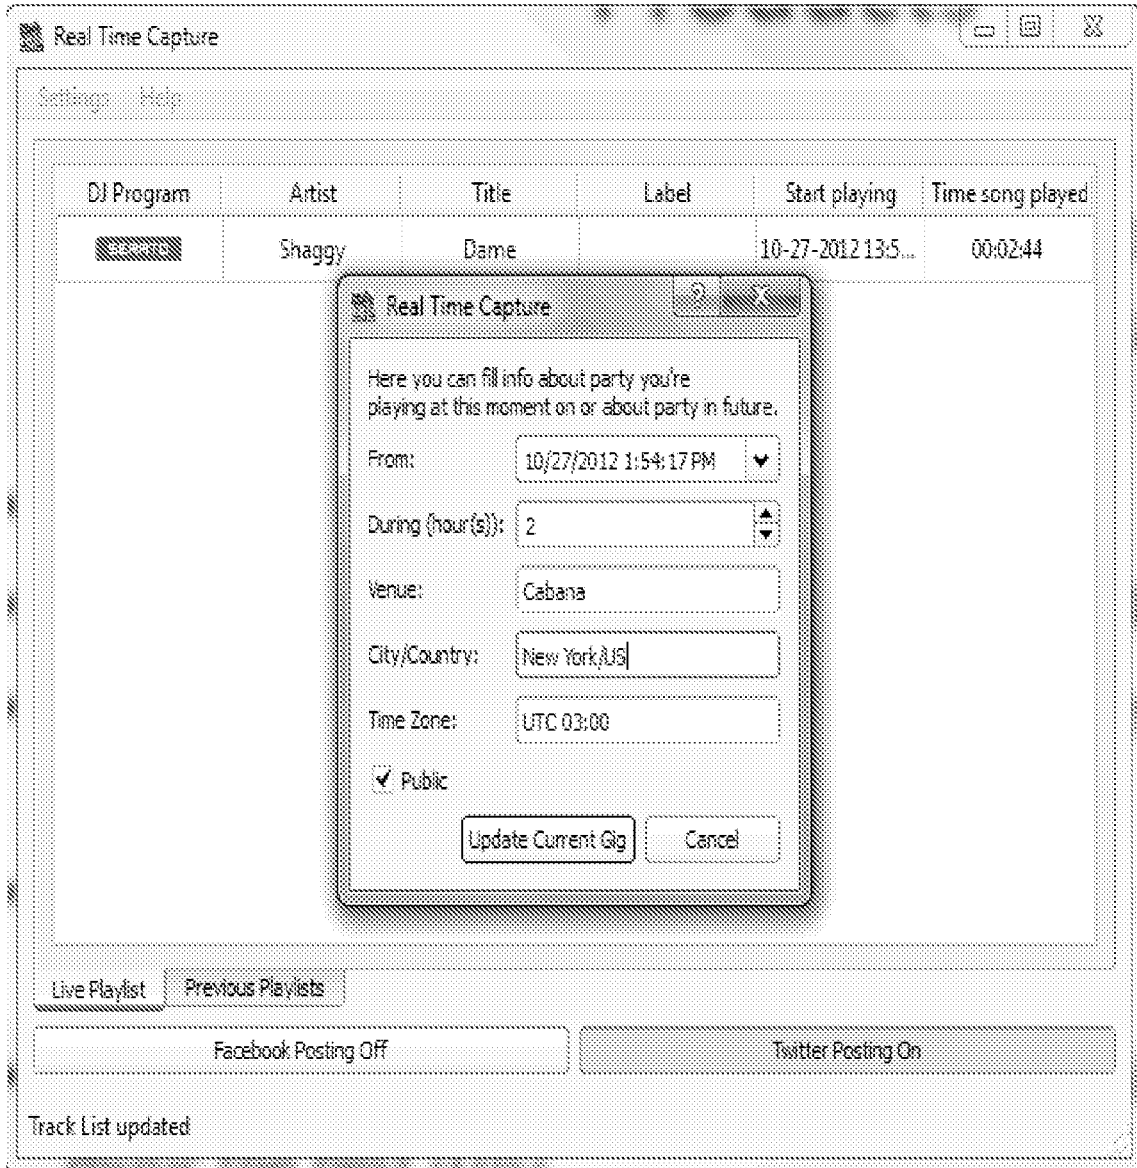 Real Time Capture
Settings Help
DJ Program Artist Title Label Start playing Time song played
Shaggy Dame 10-27-2012 13:5... 00:02:44
Real Time Capture
Here you can fill info about party you're
playing at this moment on or about party in future.
From: 10/27/2012 1:54:17 PM
During (hour(s)): 2
Venue: Cabana
City/Country: New York/US
Time Zone: UTC 03:00
Public
Update Current Gig Cancel
Live Playlist Previous Playlists
Facebook Posting Off Twitter Posting On
Track List updated